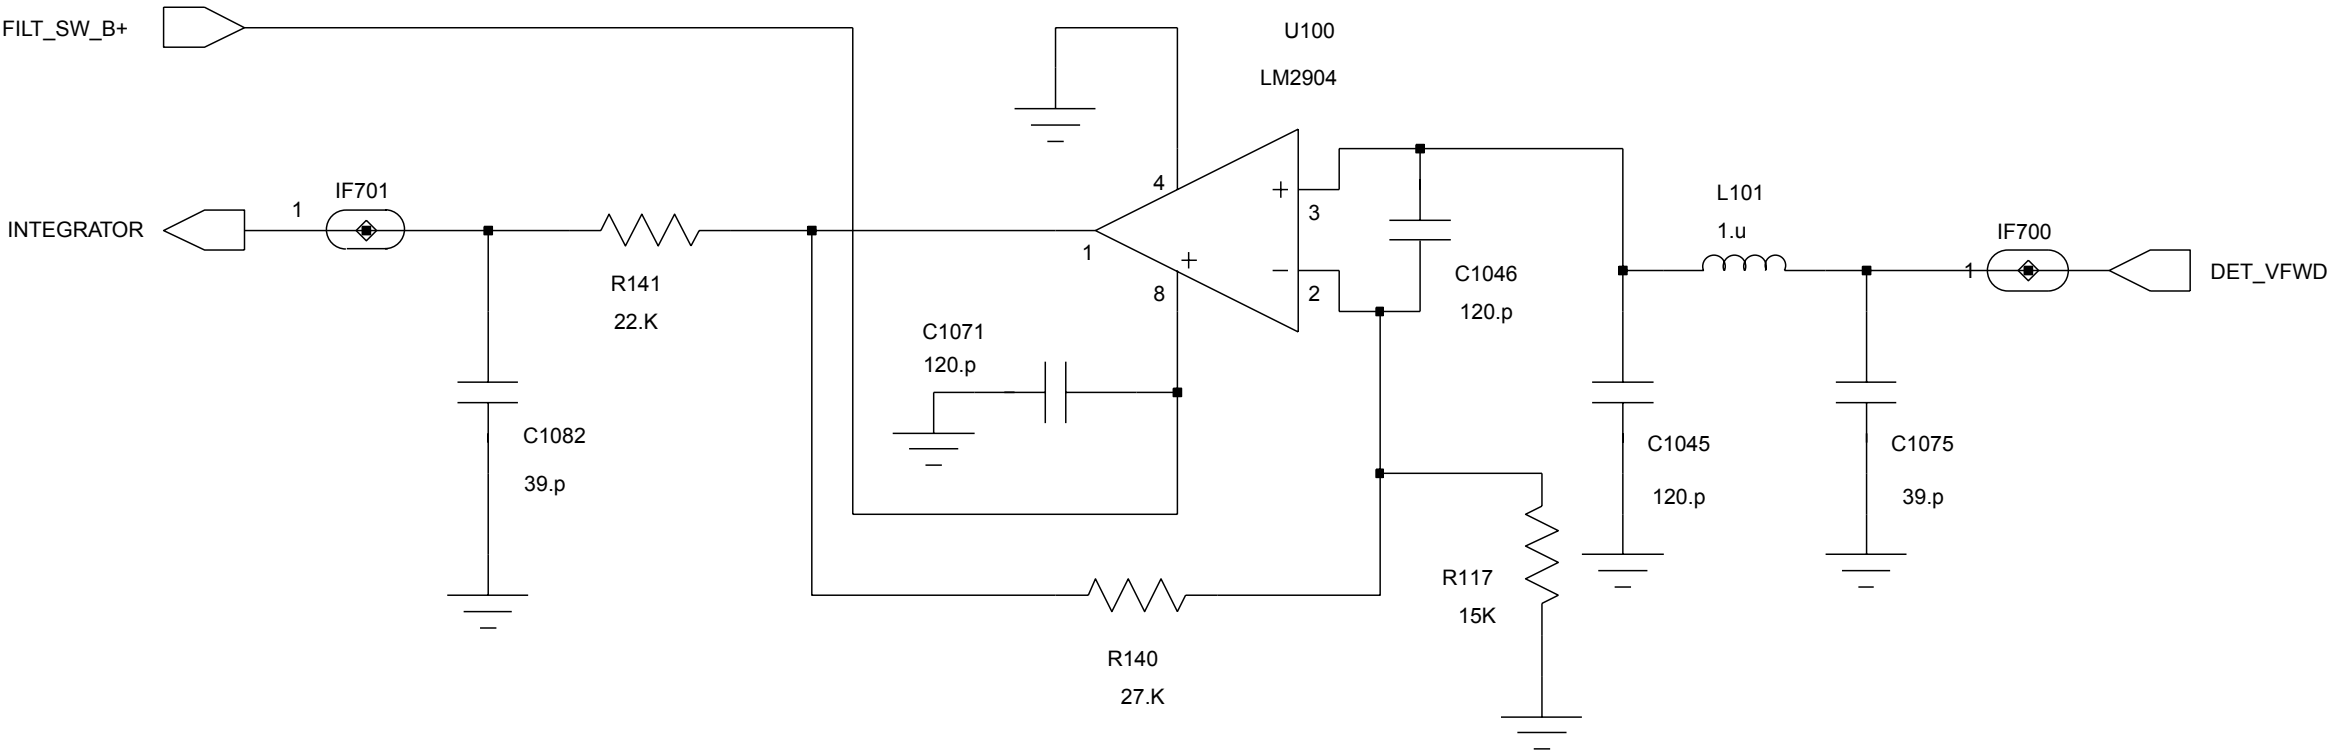 FILT_SW_B+
U100
LM2904
4
+
3
IF701
1
INTEGRATOR
1
+
8
−
2
R141
22.K
C1071
120.p
C1046
120.p
L101
1.u
IF700
1
DET_VFWD
C1082
39.p
C1045
120.p
C1075
39.p
R117
15K
R140
27.K